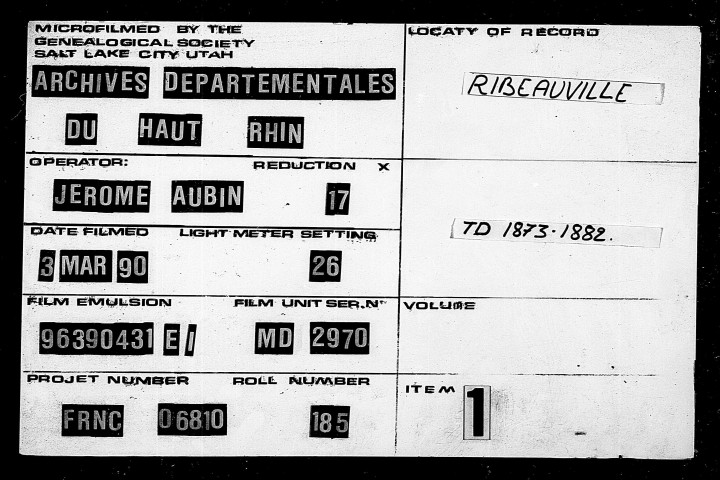 MICROFILMED BY THE
GENEALOGICAL SOCIETY
SALT LAKE CITY UTAH
ARCHIVES DEPARTEMENTALES
DU HAUT RHIN
OPERATOR: REDUCTION X
JEROME AUBIN 17
DATE FILMED LIGHT METER SETTING
3 MAR 90 26
FILM EMULSION FILM UNIT SER.N°
96390431 E1 MD 2970
PROJET NUMBER ROLL NUMBER
FRNC 06810 185
LOCATY OF RECORD
RIBEAUVILLE
TD 1873-1882.
VOLUME
ITEM 1